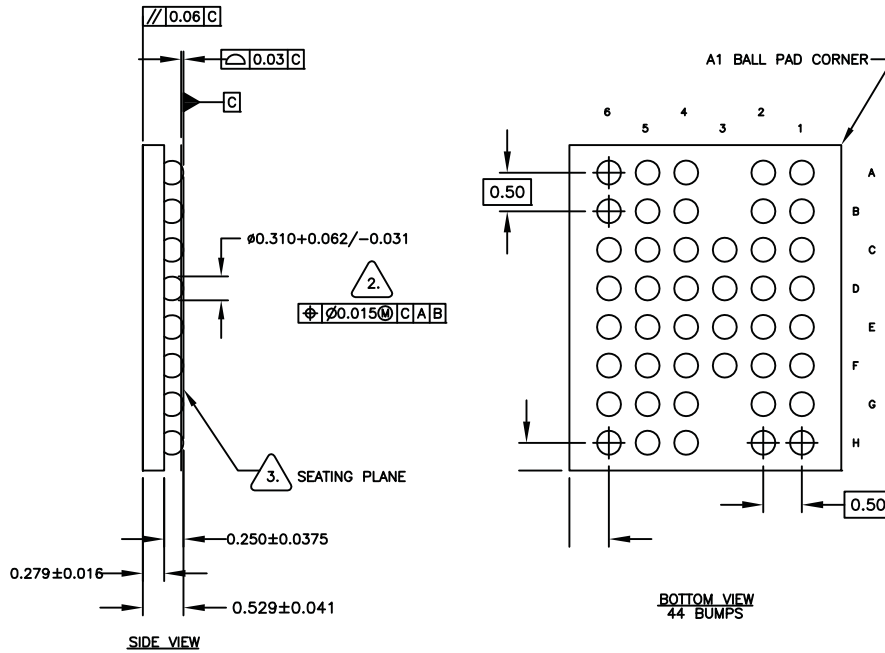 // 0.06 C
⌓ 0.03 C
C
A1 BALL PAD CORNER
6 5 4 3 2 1
A
B
C
D
E
F
G
H
0.50
ø0.310+0.062/-0.031
2.
⌖ Ø0.015Ⓜ C A B
3. SEATING PLANE
0.50
0.250±0.0375
0.279±0.016
0.529±0.041
SIDE VIEW
BOTTOM VIEW
44 BUMPS